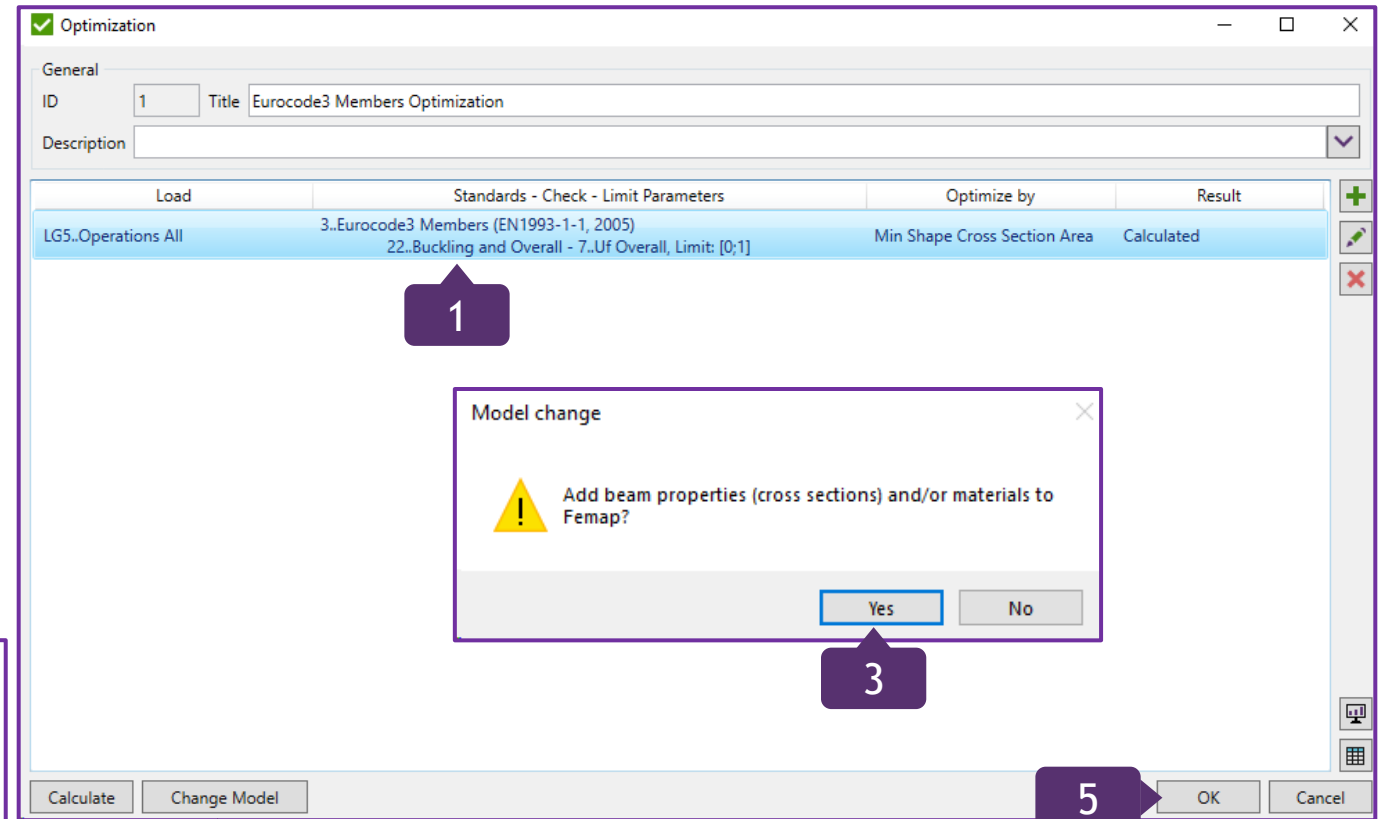 Optimization
General
ID 1 Title Eurocode3 Members Optimization
Description
Load Standards - Check - Limit Parameters Optimize by Result
LG5..Operations All 3..Eurocode3 Members (EN1993-1-1, 2005) Min Shape Cross Section Area Calculated
22..Buckling and Overall - 7..Uf Overall, Limit: [0;1]
1
Model change
Add beam properties (cross sections) and/or materials to
Femap?
Yes No
3
5
Calculate Change Model OK Cancel